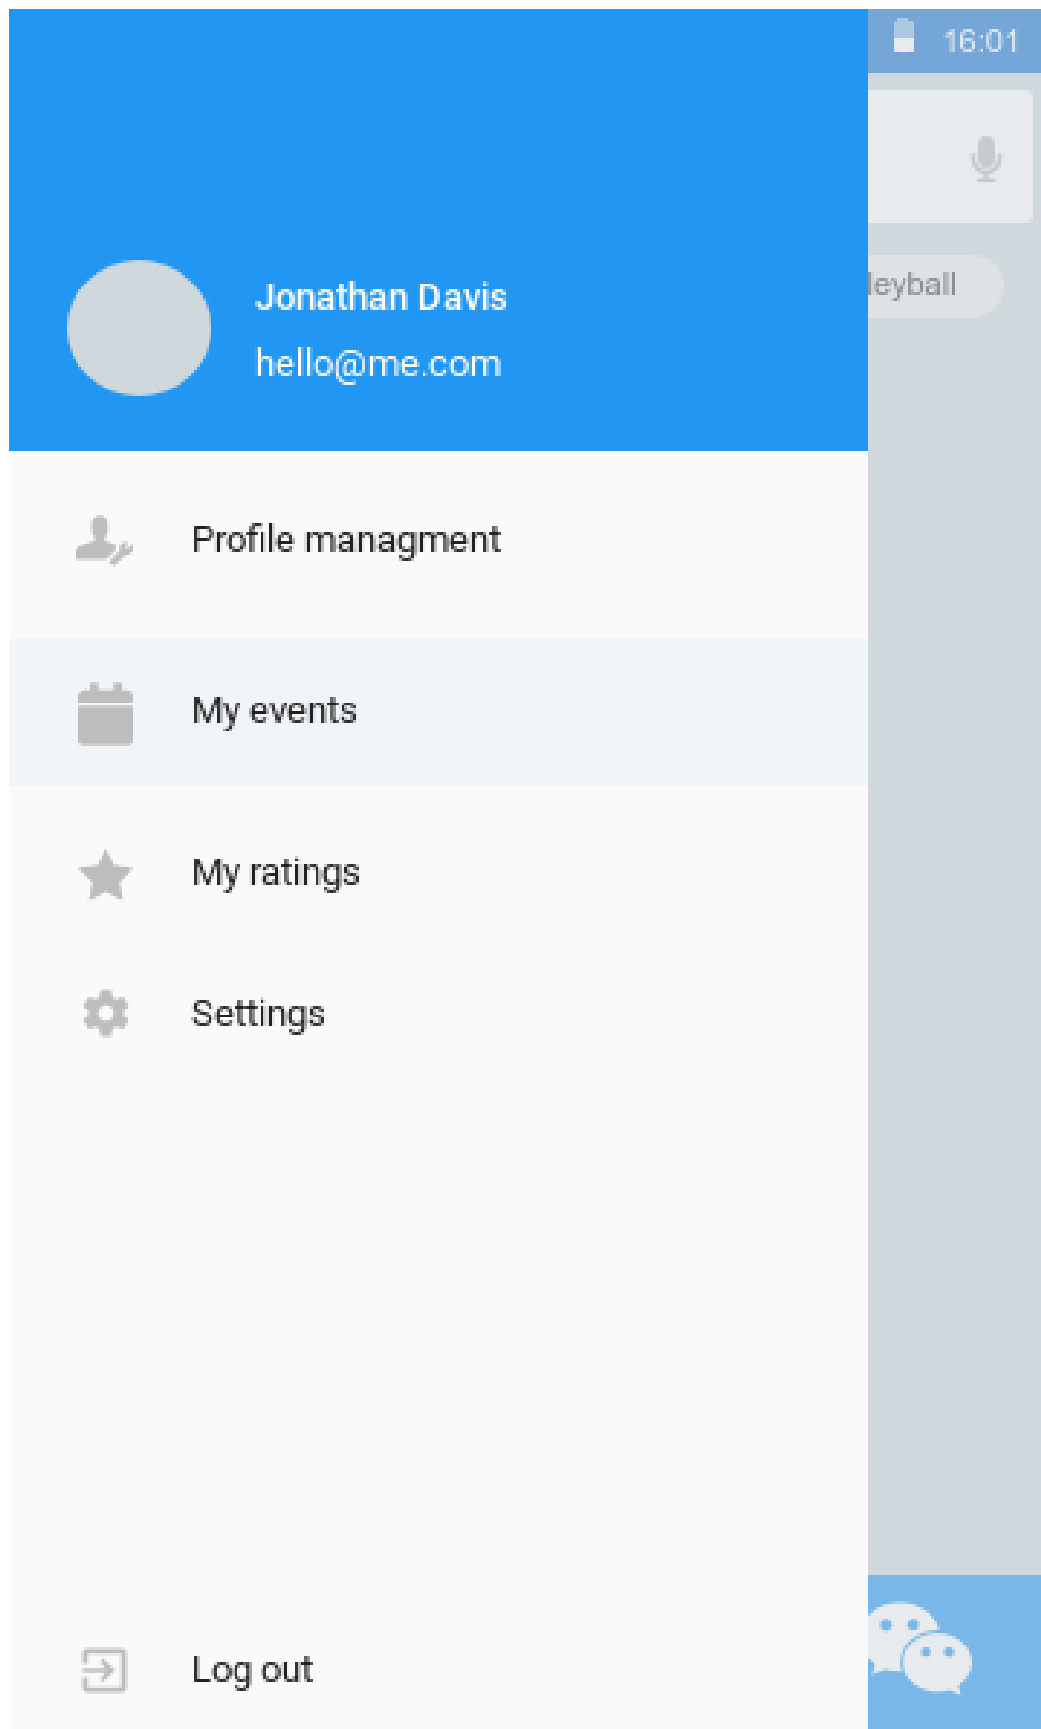 16:01
leyball
Jonathan Davis
hello@me.com
Profile managment
My events
My ratings
Settings
Log out